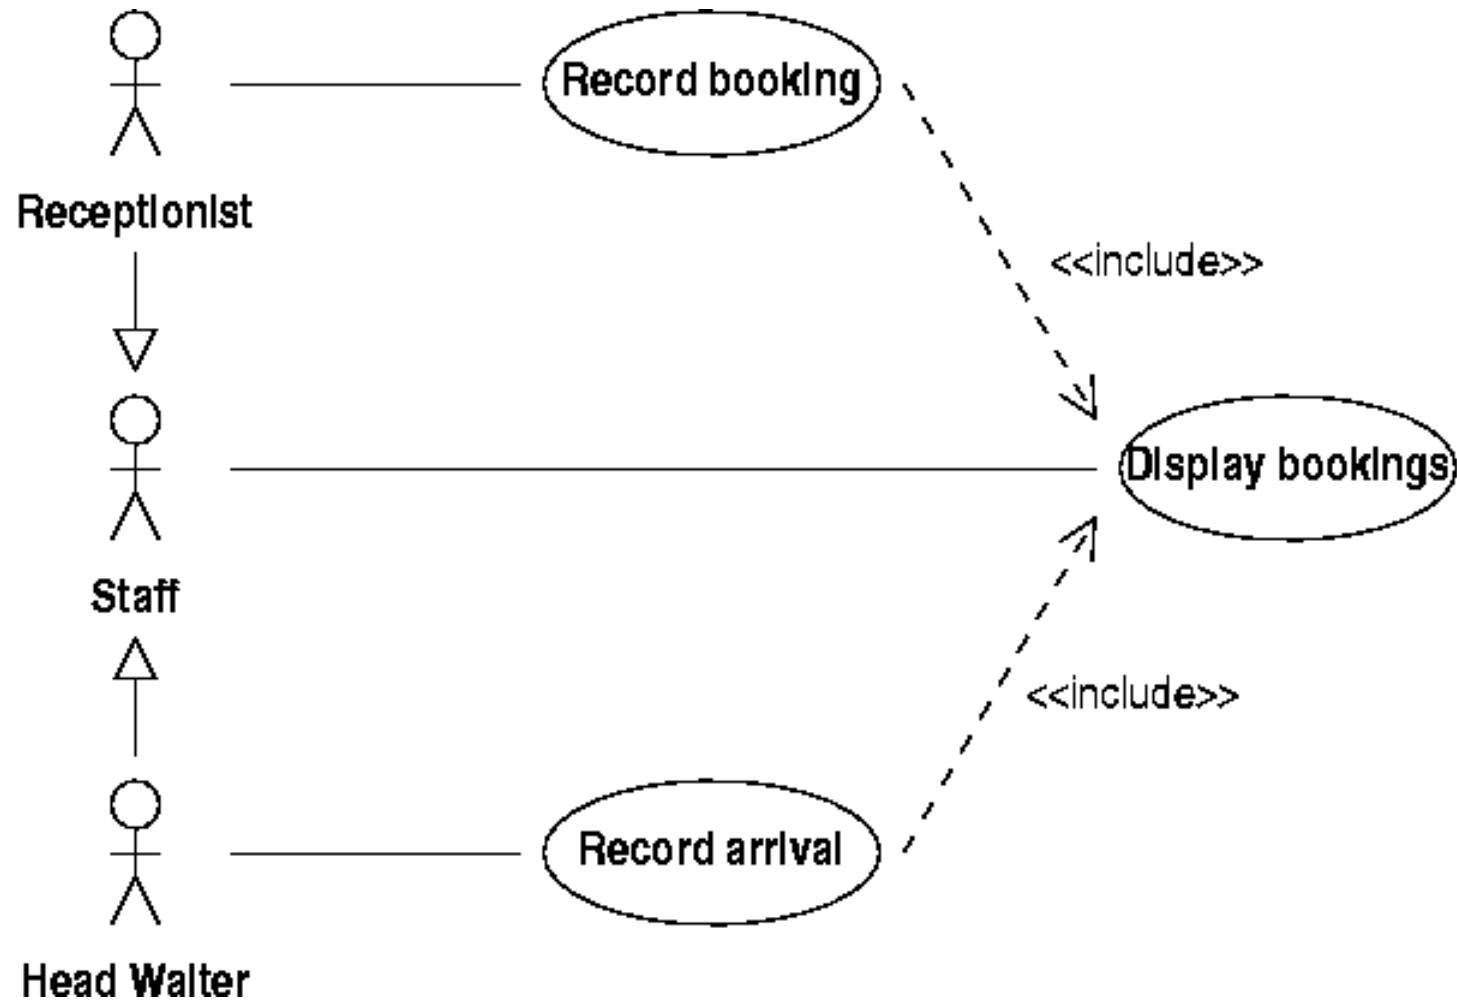 Record booking
Receptionist
<<include>>
Display bookings
Staff
<<include>>
Record arrival
Head Waiter